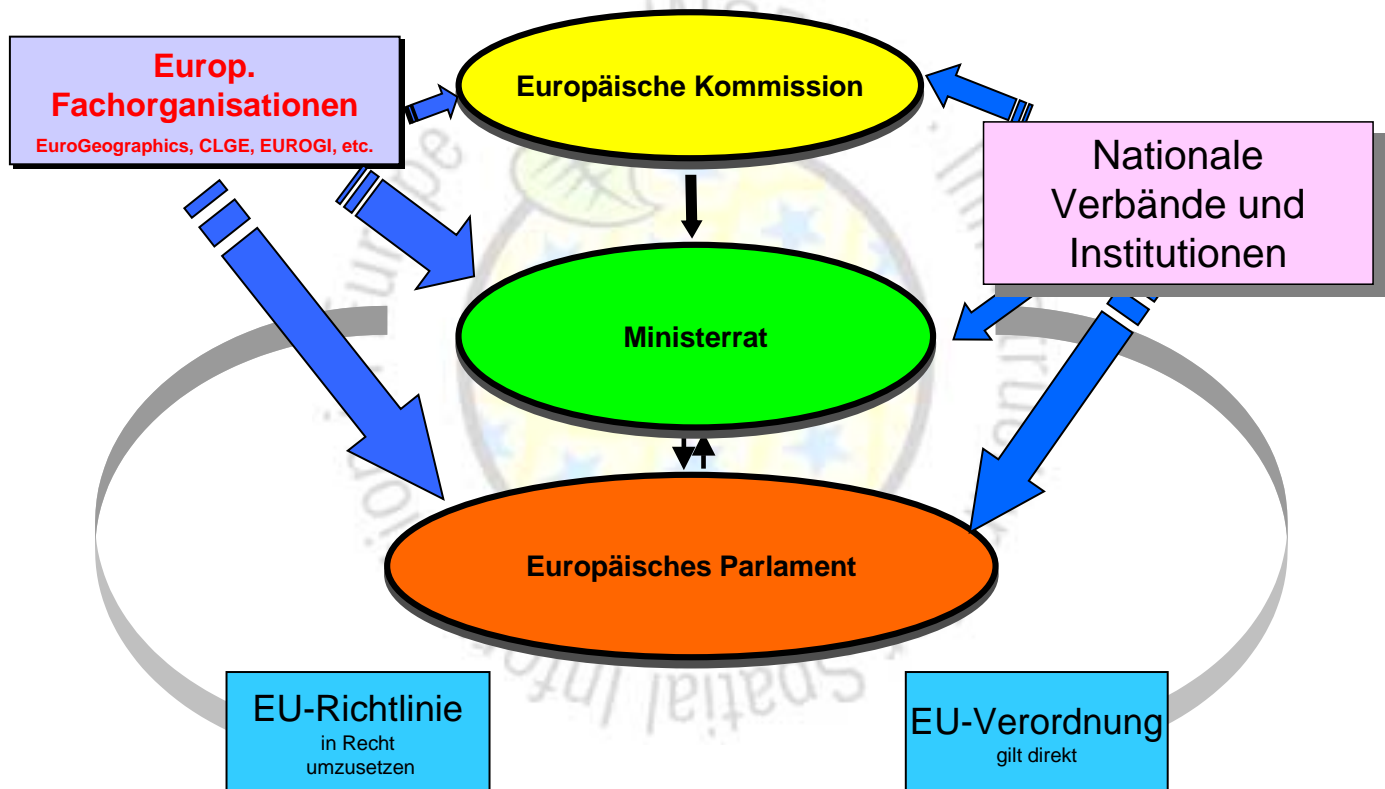 Europ.
Fachorganisationen
EuroGeographics, CLGE, EUROGI, etc.
Europäische Kommission
Nationale
Verbände und
Institutionen
Ministerrat
Europäisches Parlament
EU-Richtlinie
in Recht
umzusetzen
EU-Verordnung
gilt direkt
Spatial